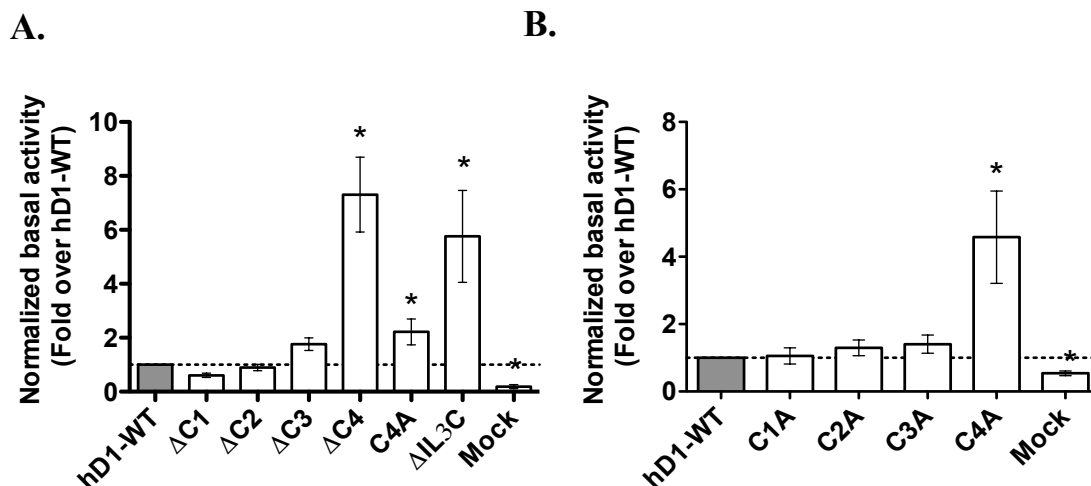 A.
Normalized basal activity
(Fold over hD1-WT)
10
8
6
4
2
0
*
*
*
*
hD1-WT
ΔC1
ΔC2
ΔC3
ΔC4
C4A
ΔIL3C
Mock
B.
Normalized basal activity
(Fold over hD1-WT)
8
6
4
2
0
*
*
hD1-WT
C1A
C2A
C3A
C4A
Mock